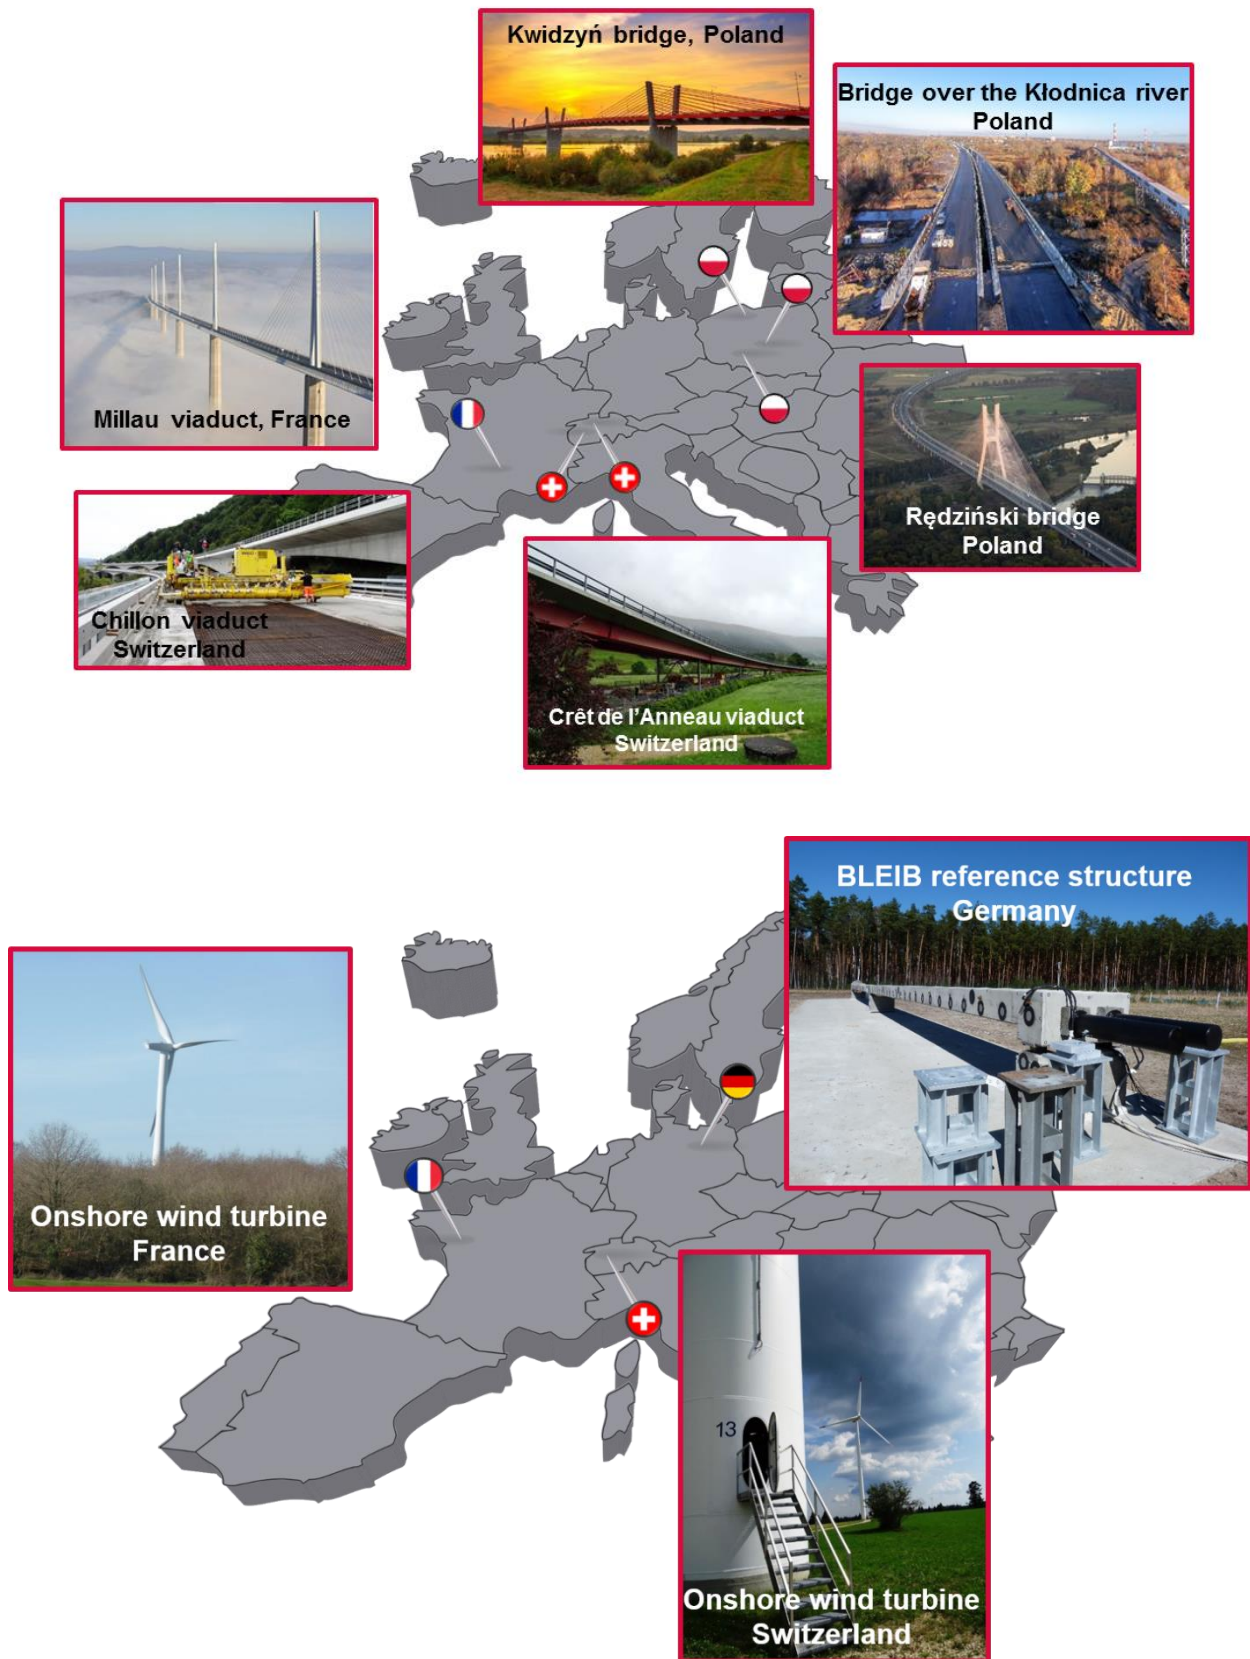 Kwidzyń bridge, Poland
Bridge over the Kłodnica river
Poland
Millau viaduct, France
Rędziński bridge
Poland
Chillon viaduct
Switzerland
Crêt de l'Anneau viaduct
Switzerland
BLEIB reference structure
Germany
Onshore wind turbine
France
13
Onshore wind turbine
Switzerland